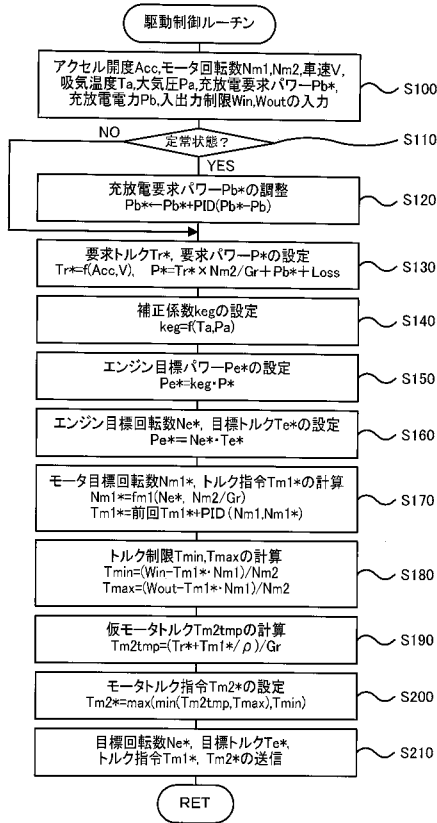 駆動制御ルーチン
アクセル開度Acc,モータ回転数Nm1,Nm2,車速V,
吸気温度Ta,大気圧Pa,充放電要求パワーPb*,
充放電電力Pb,入出力制限Win,Woutの入力
S100
定常状態?
S110
NO
YES
充放電要求パワーPb*の調整
Pb*←Pb*+PID(Pb*-Pb)
S120
要求トルクTr*, 要求パワーP*の設定
Tr*=f(Acc,V), P*=Tr*×Nm2/Gr+Pb*+Loss
S130
補正係数kegの設定
keg=f(Ta,Pa)
S140
エンジン目標パワーPe*の設定
Pe*=keg・P*
S150
エンジン目標回転数Ne*, 目標トルクTe*の設定
Pe*=Ne*・Te*
S160
モータ目標回転数Nm1*, トルク指令Tm1*の計算
Nm1*=fm1(Ne*, Nm2/Gr)
Tm1*=前回Tm1*+PID(Nm1,Nm1*)
S170
トルク制限Tmin,Tmaxの計算
Tmin=(Win-Tm1*・Nm1)/Nm2
Tmax=(Wout-Tm1*・Nm1)/Nm2
S180
仮モータトルクTm2tmpの計算
Tm2tmp=(Tr*+Tm1*/ρ)/Gr
S190
モータトルク指令Tm2*の設定
Tm2*=max(min(Tm2tmp,Tmax),Tmin)
S200
目標回転数Ne*, 目標トルクTe*,
トルク指令Tm1*, Tm2*の送信
S210
RET